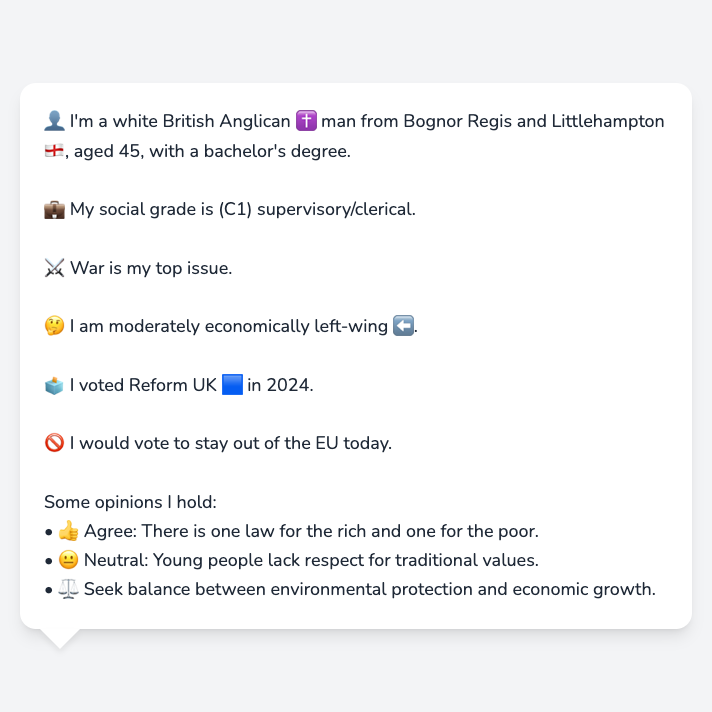 👤 I'm a white British Anglican ✝️ man from Bognor Regis and Littlehampton
🏴󠁧󠁢󠁥󠁮󠁧󠁿, aged 45, with a bachelor's degree.
💼 My social grade is (C1) supervisory/clerical.
⚔️ War is my top issue.
🤔 I am moderately economically left-wing ⬅️.
🗳️ I voted Reform UK 🟦 in 2024.
🚫 I would vote to stay out of the EU today.
Some opinions I hold:
• 👍 Agree: There is one law for the rich and one for the poor.
• 😐 Neutral: Young people lack respect for traditional values.
• ⚖️ Seek balance between environmental protection and economic growth.